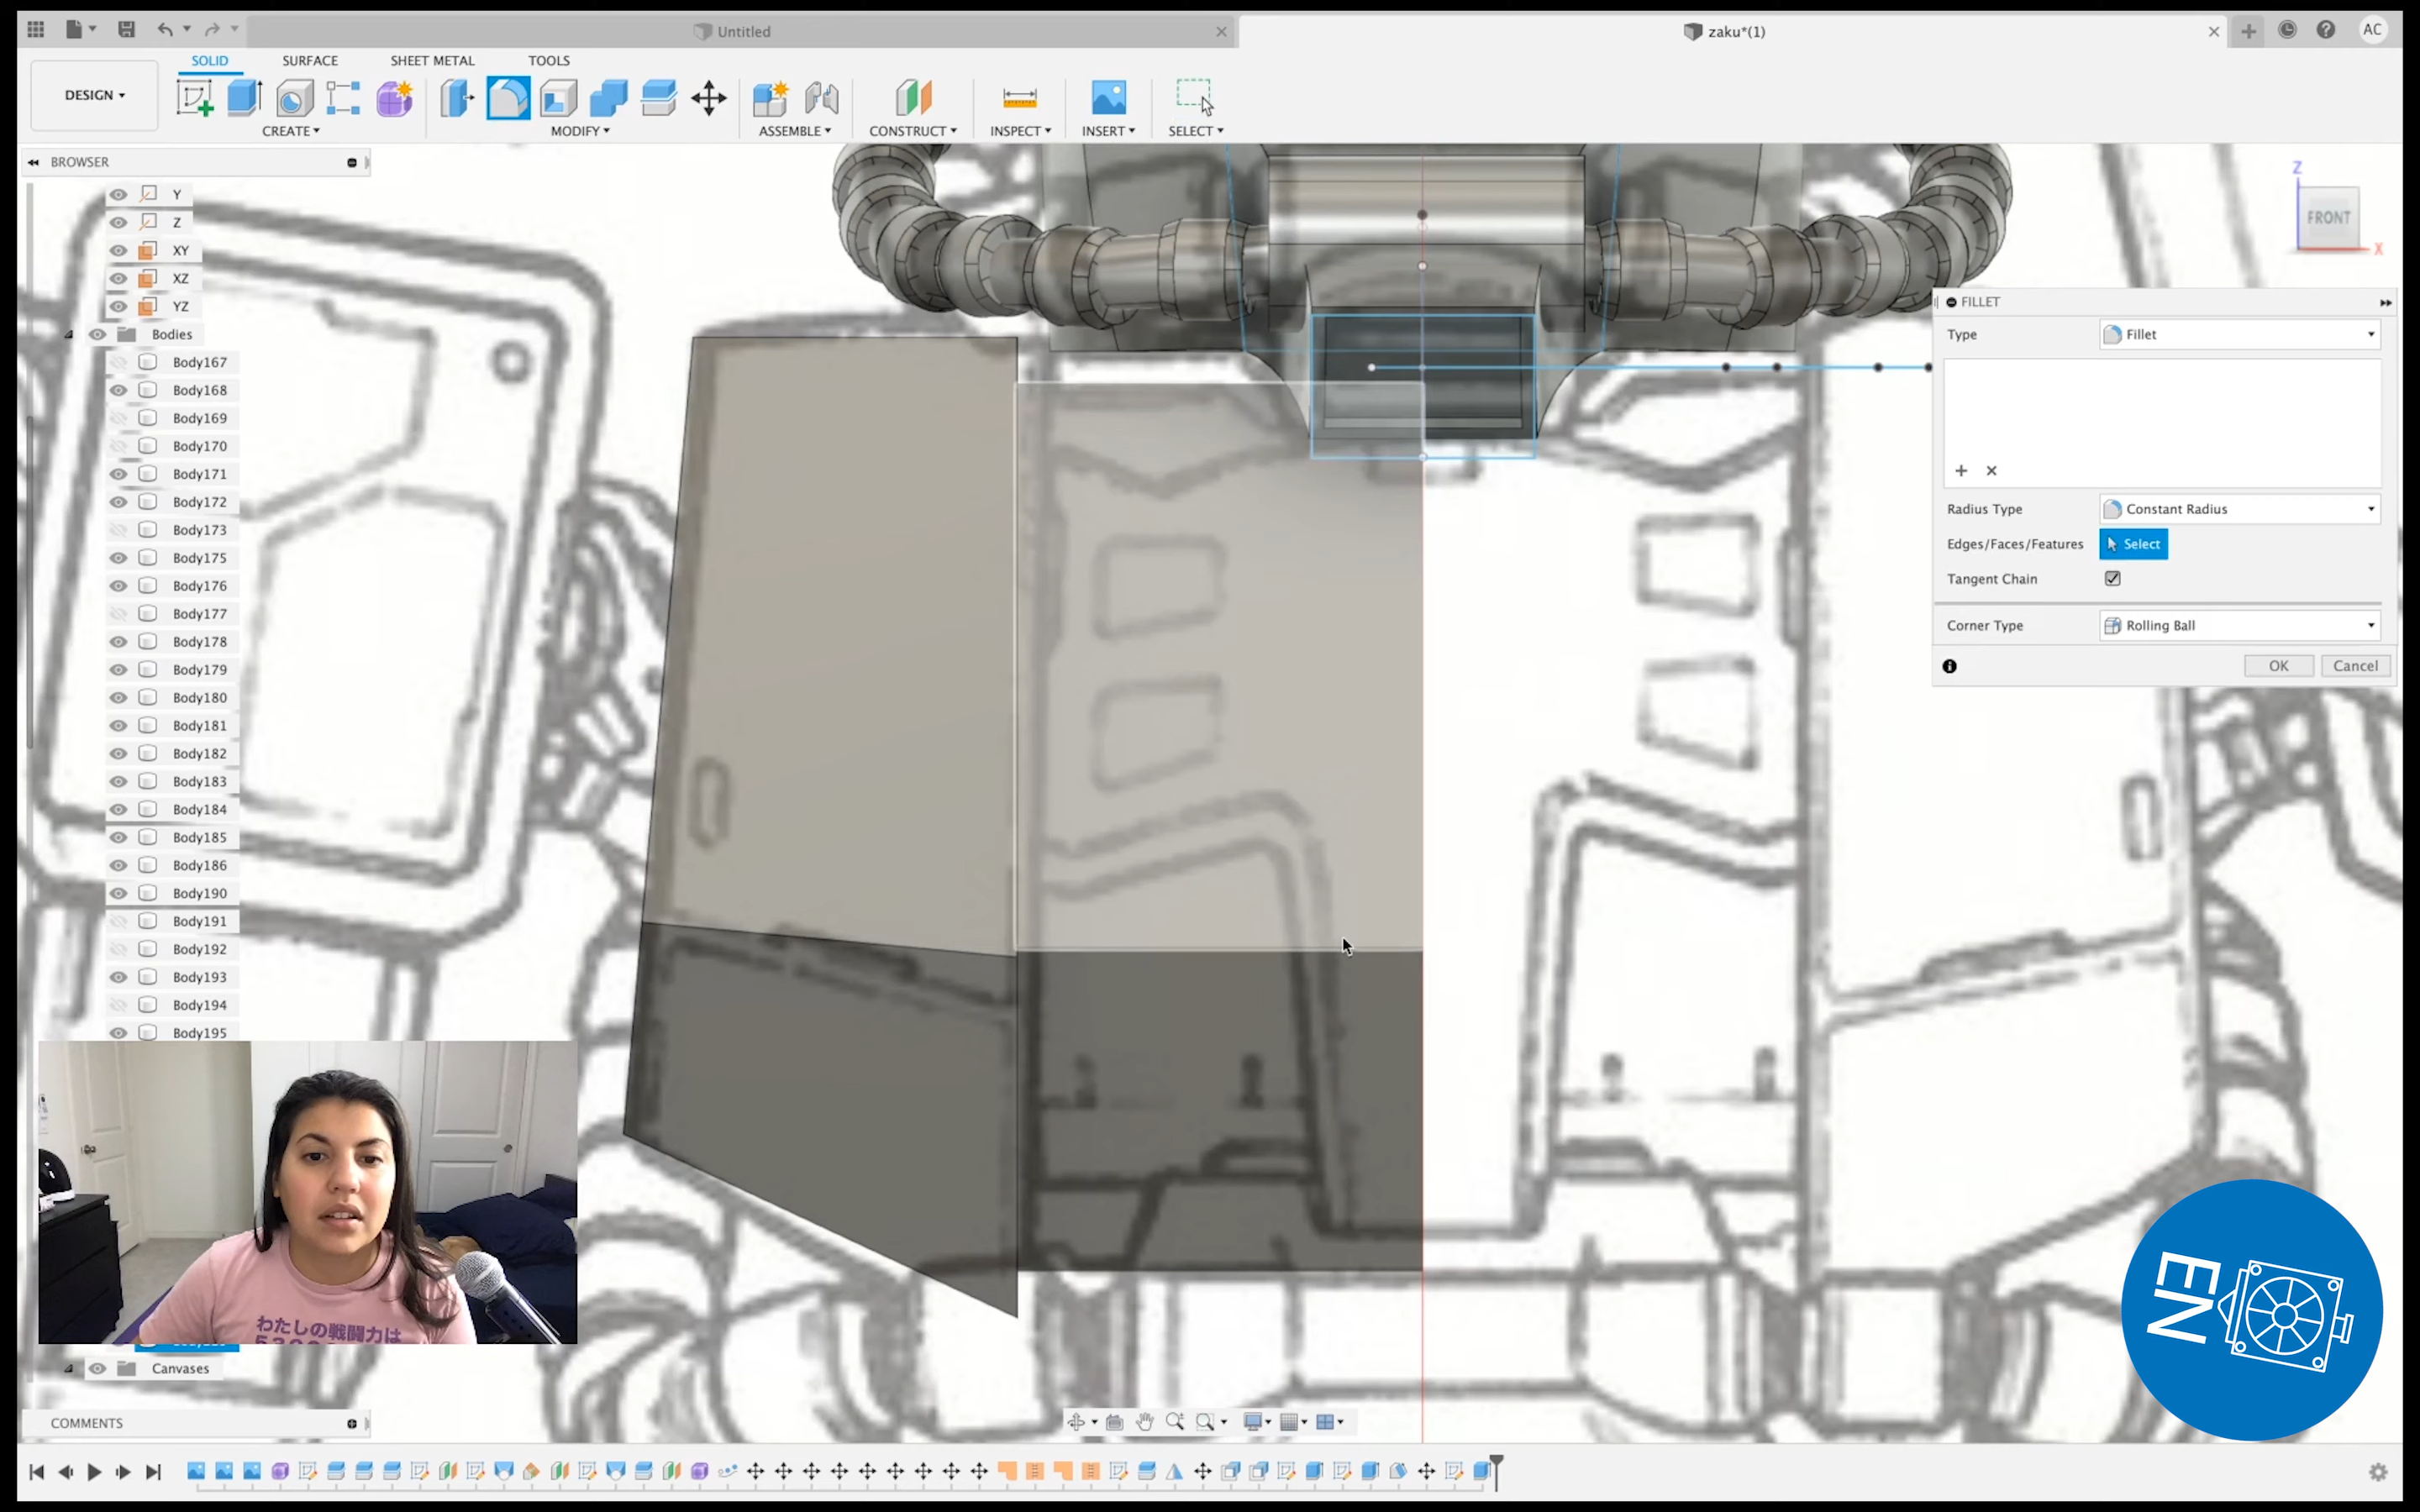 Untitled
zaku*(1)
AC
SOLID
SURFACE
SHEET METAL
TOOLS
DESIGN
CREATE
MODIFY
ASSEMBLE
CONSTRUCT
INSPECT
INSERT
SELECT
BROWSER
Y
Z
XY
XZ
YZ
Bodies
Body167
Body168
Body169
Body170
Body171
Body172
Body173
Body175
Body176
Body177
Body178
Body179
Body180
Body181
Body182
Body183
Body184
Body185
Body186
Body190
Body191
Body192
Body193
Body194
Body195
Canvases
COMMENTS
Z
FRONT
X
FILLET
Type
Fillet
Radius Type
Constant Radius
Edges/Faces/Features
Select
Tangent Chain
Corner Type
Rolling Ball
OK
Cancel
わたしの戦闘力は
EN